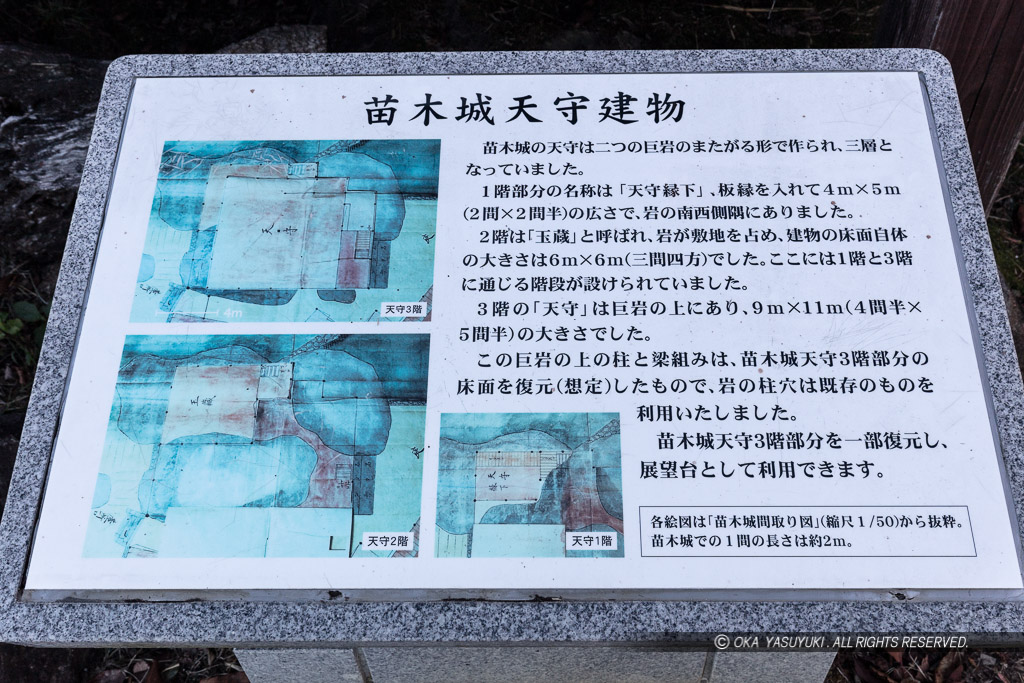 苗木城天守建物
苗木城の天守は二つの巨岩のまたがる形で作られ、三層と
なっていました。
１階部分の名称は「天守縁下」、板縁を入れて４ｍ×５ｍ
(２間×２間半)の広さで、岩の南西側隅にありました。
２階は「玉蔵」と呼ばれ、岩が敷地を占め、建物の床面自体
の大きさは６ｍ×６ｍ(三間四方)でした。ここには１階と３階
に通じる階段が設けられていました。
３階の「天守」は巨岩の上にあり、９ｍ×11ｍ(４間半×
５間半)の大きさでした。
この巨岩の上の柱と梁組みは、苗木城天守3階部分の
床面を復元(想定)したもので、岩の柱穴は既存のものを
利用いたしました。
苗木城天守3階部分を一部復元し、
展望台として利用できます。
天守
4m
天守3階
玉蔵
天守2階
天守縁下
天守1階
各絵図は「苗木城間取り図」(縮尺１/50)から抜粋。
苗木城での１間の長さは約2ｍ。
© OKA YASUYUKI. ALL RIGHTS RESERVED.